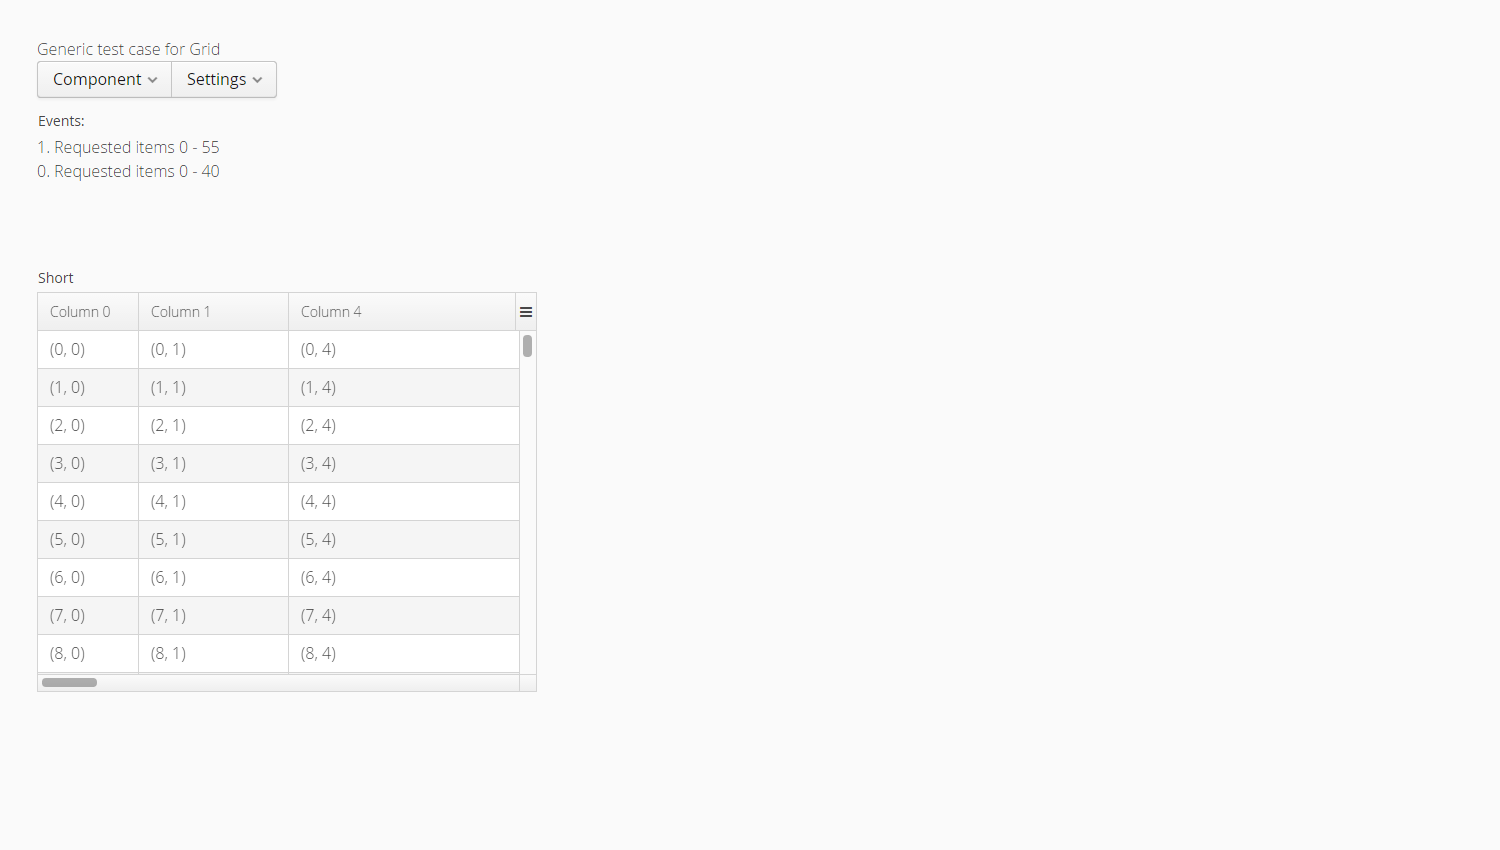 Generic test case for Grid
Component Settings
Events:
1. Requested items 0 - 55
0. Requested items 0 - 40
Short
Column 0 Column 1 Column 4
(0, 0) (0, 1) (0, 4)
(1, 0) (1, 1) (1, 4)
(2, 0) (2, 1) (2, 4)
(3, 0) (3, 1) (3, 4)
(4, 0) (4, 1) (4, 4)
(5, 0) (5, 1) (5, 4)
(6, 0) (6, 1) (6, 4)
(7, 0) (7, 1) (7, 4)
(8, 0) (8, 1) (8, 4)